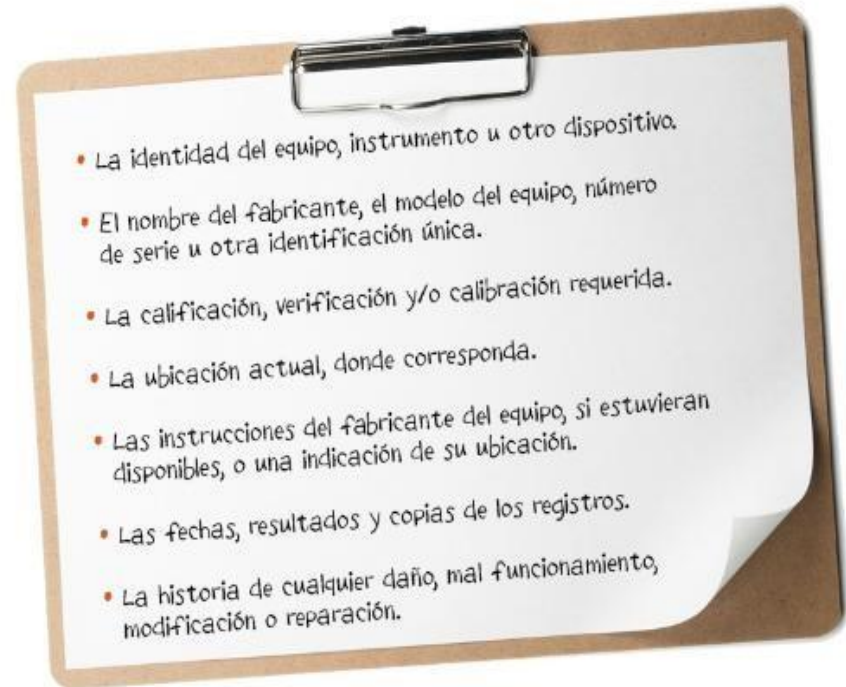 • La identidad del equipo, instrumento u otro dispositivo.
• El nombre del fabricante, el modelo del equipo, número
de serie u otra identificación única.
• La calificación, verificación y/o calibración requerida.
• La ubicación actual, donde corresponda.
• Las instrucciones del fabricante del equipo, si estuvieran
disponibles, o una indicación de su ubicación.
• Las fechas, resultados y copias de los registros.
• La historia de cualquier daño, mal funcionamiento,
modificación o reparación.